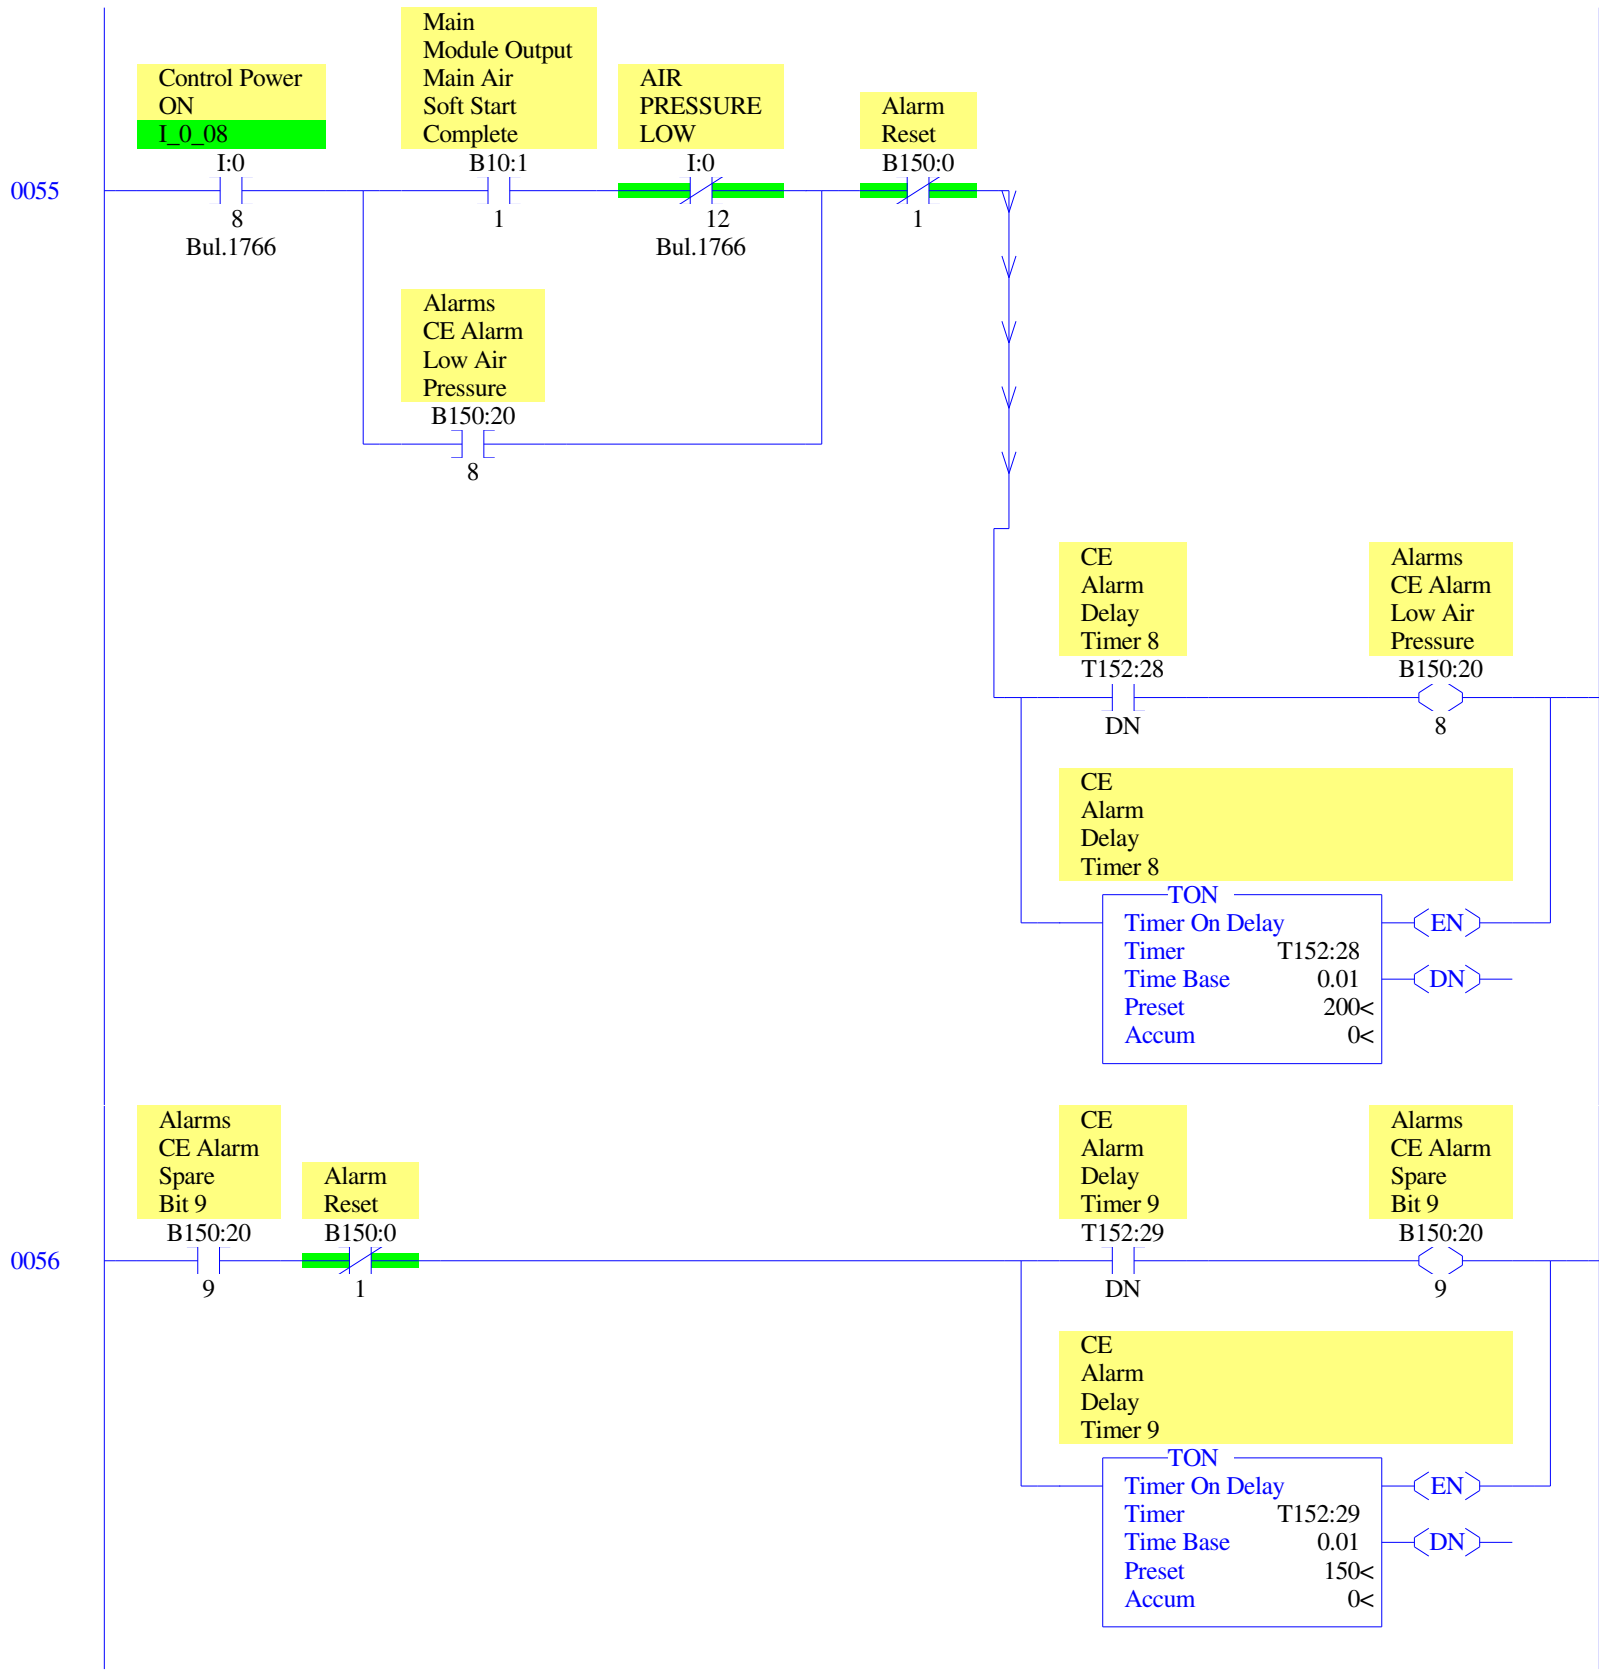 Control Power
ON
I_0_08
I:0
8
Bul.1766
Main
Module Output
Main Air
Soft Start
Complete
B10:1
1
AIR
PRESSURE
LOW
I:0
12
Bul.1766
Alarm
Reset
B150:0
1
0055
Alarms
CE Alarm
Low Air
Pressure
B150:20
8
CE
Alarm
Delay
Timer 8
T152:28
DN
Alarms
CE Alarm
Low Air
Pressure
B150:20
8
CE
Alarm
Delay
Timer 8
TON
Timer On Delay
EN
Timer T152:28
Time Base 0.01
DN
Preset 200<
Accum 0<
Alarms
CE Alarm
Spare
Bit 9
B150:20
9
Alarm
Reset
B150:0
1
0056
CE
Alarm
Delay
Timer 9
T152:29
DN
Alarms
CE Alarm
Spare
Bit 9
B150:20
9
CE
Alarm
Delay
Timer 9
TON
Timer On Delay
EN
Timer T152:29
Time Base 0.01
DN
Preset 150<
Accum 0<